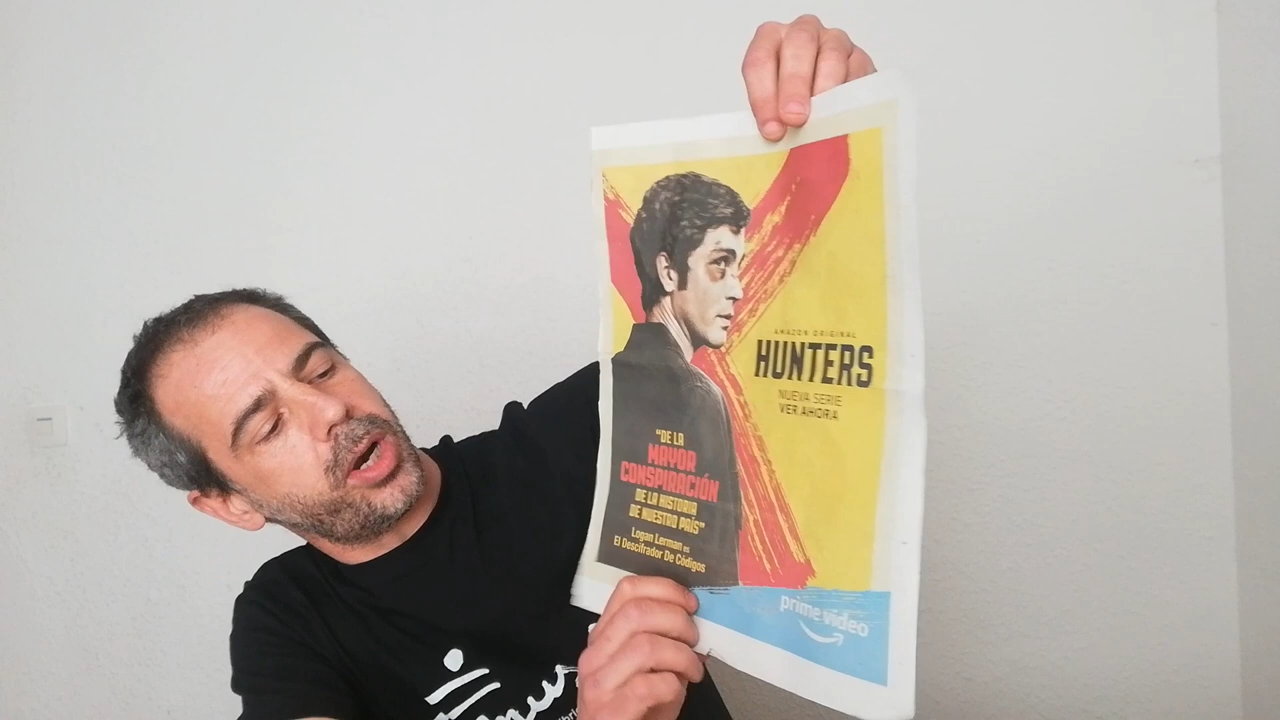 AMAZON ORIGINAL
HUNTERS
NUEVA SERIE
VER AHORA
"DE LA
MAYOR
CONSPIRACIÓN
DE LA HISTORIA
DE NUESTRO PAÍS"
Logan Lerman es
El Descifrador De Códigos
prime video